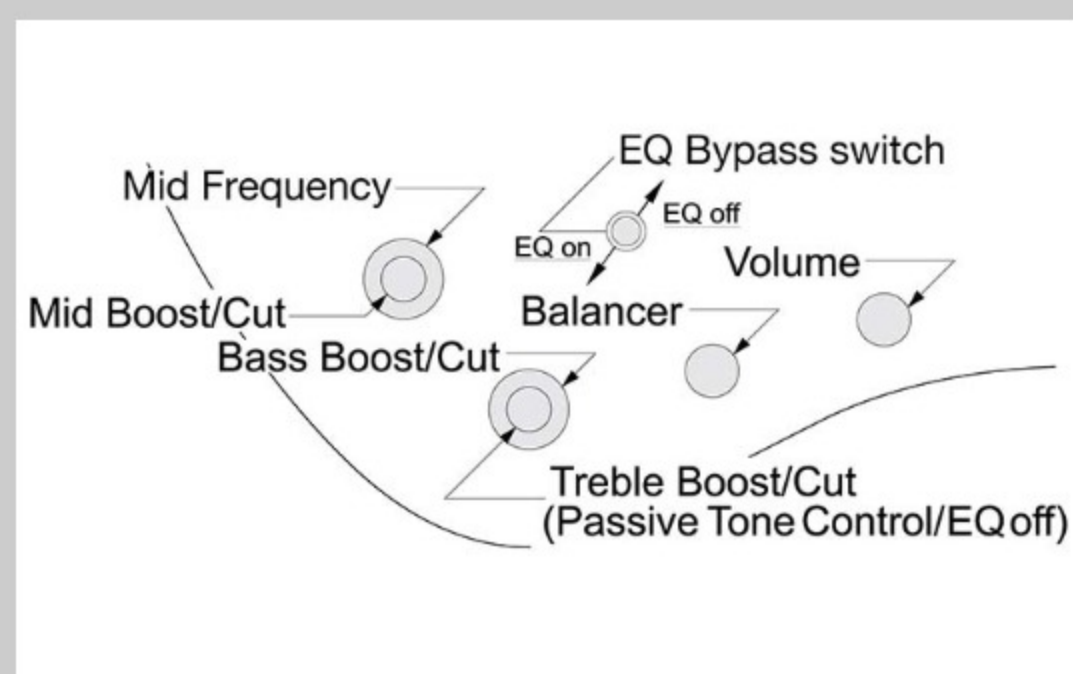 EQ Bypass switch
Mid Frequency
EQ off
EQ on
Volume
Mid Boost/Cut
Balancer
Bass Boost/Cut
Treble Boost/Cut
(Passive Tone Control/EQ off)